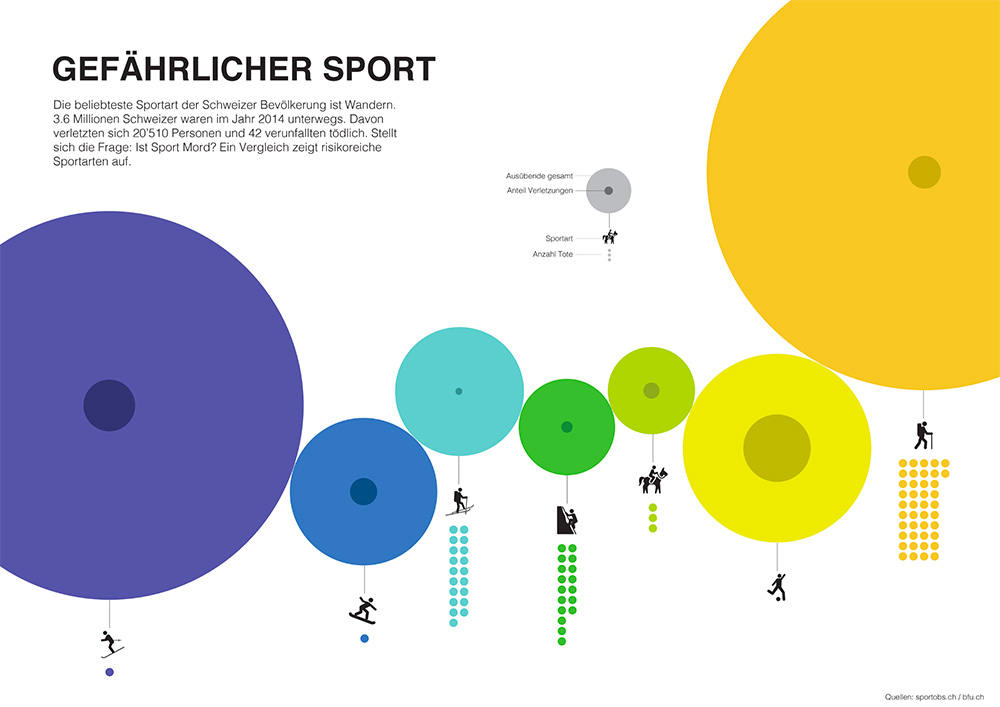 GEFÄHRLICHER SPORT
Die beliebteste Sportart der Schweizer Bevölkerung ist Wandern.
3.6 Millionen Schweizer waren im Jahr 2014 unterwegs. Davon
verletzten sich 20'510 Personen und 42 verunfallten tödlich. Stellt
sich die Frage: Ist Sport Mord? Ein Vergleich zeigt risikoreiche
Sportarten auf.
Ausübende gesamt
Anteil Verletzungen
Sportart
Anzahl Tote
Quellen: sportobs.ch / bfu.ch